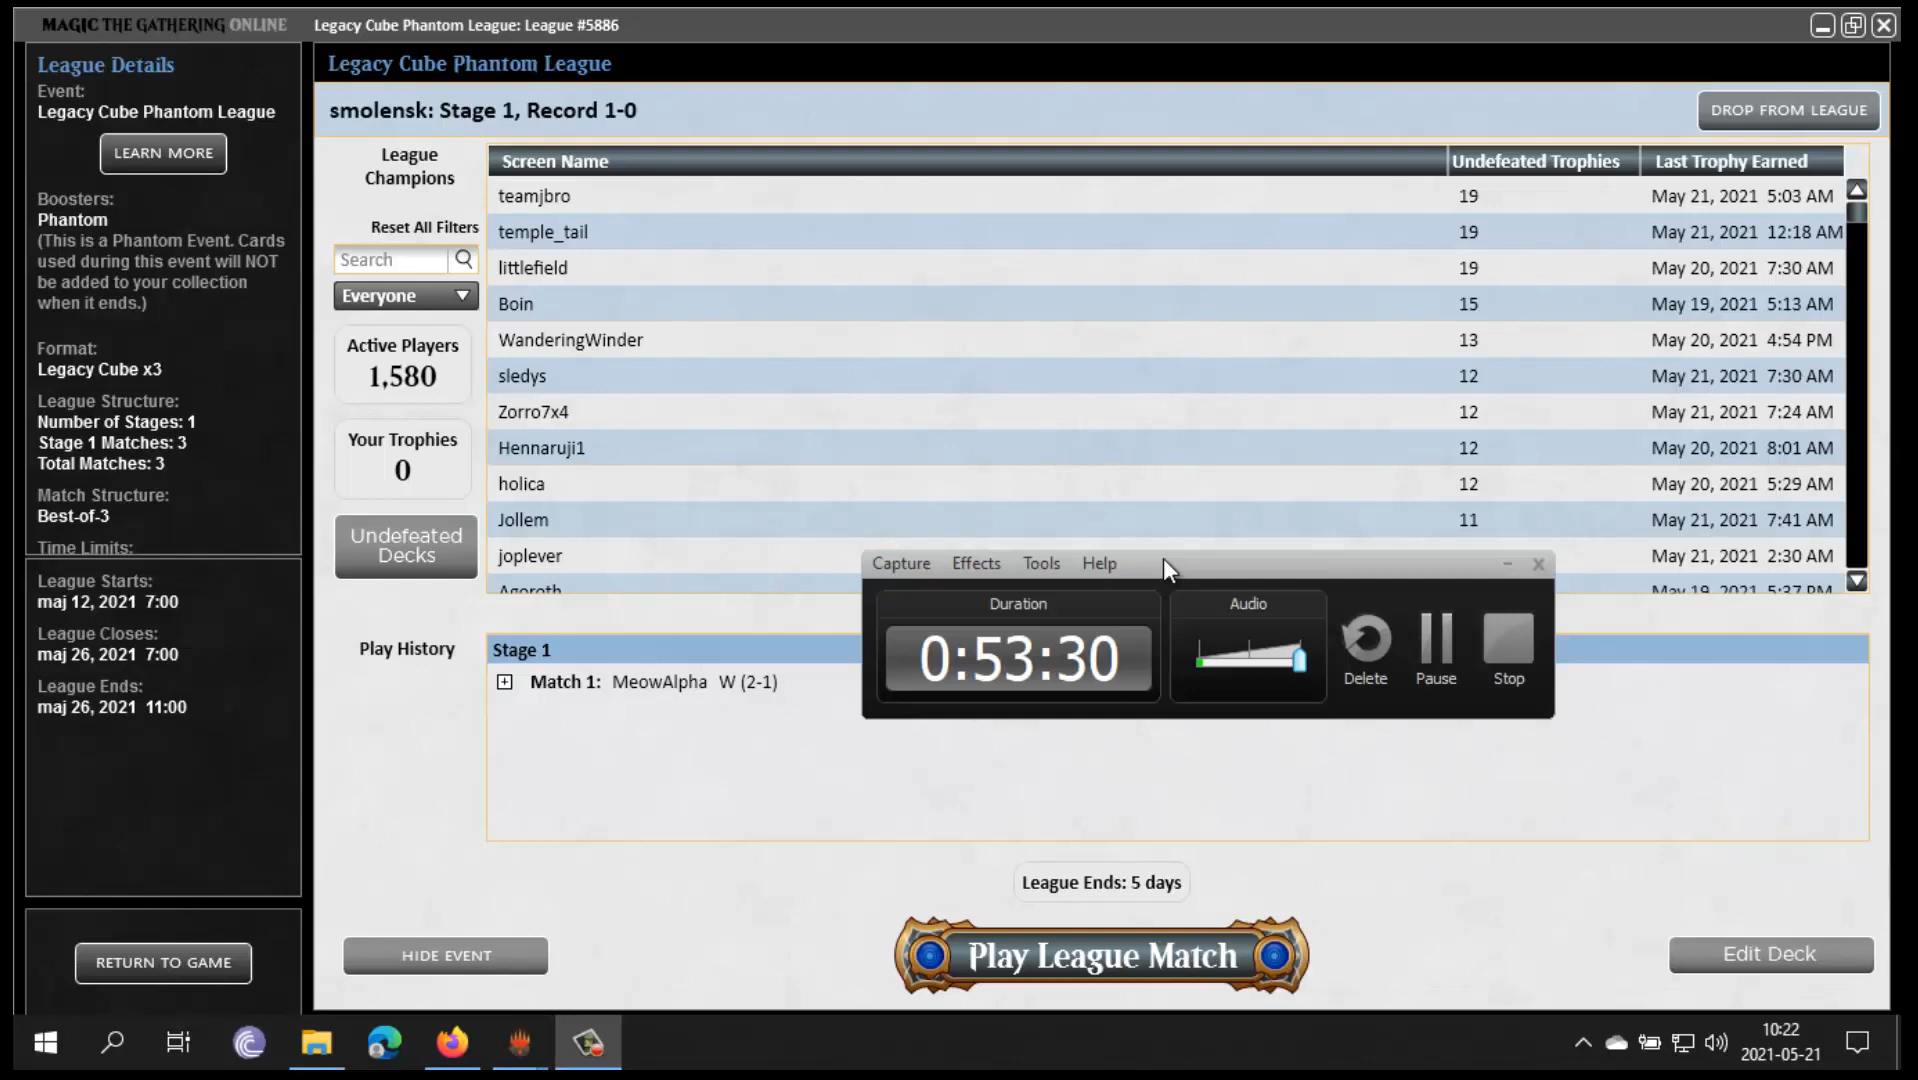 MAGIC THE GATHERING ONLINE
Legacy Cube Phantom League: League #5886
League Details
Event:
Legacy Cube Phantom League
LEARN MORE
Boosters:
Phantom
(This is a Phantom Event. Cards
used during this event will NOT
be added to your collection
when it ends.)
Format:
Legacy Cube x3
League Structure:
Number of Stages: 1
Stage 1 Matches: 3
Total Matches: 3
Match Structure:
Best-of-3
Time Limits:
League Starts:
maj 12, 2021 7:00
League Closes:
maj 26, 2021 7:00
League Ends:
maj 26, 2021 11:00
RETURN TO GAME
Legacy Cube Phantom League
smolensk: Stage 1, Record 1-0
DROP FROM LEAGUE
League
Champions
Reset All Filters
Search
Everyone
Active Players
1,580
Your Trophies
0
Undefeated
Decks
Screen Name Undefeated Trophies Last Trophy Earned
teamjbro 19 May 21, 2021 5:03 AM
temple_tail 19 May 21, 2021 12:18 AM
littlefield 19 May 20, 2021 7:30 AM
Boin 15 May 19, 2021 5:13 AM
WanderingWinder 13 May 20, 2021 4:54 PM
sledys 12 May 21, 2021 7:30 AM
Zorro7x4 12 May 21, 2021 7:24 AM
Hennaruji1 12 May 20, 2021 8:01 AM
holica 12 May 20, 2021 5:29 AM
Jollem 11 May 21, 2021 7:41 AM
joplever May 21, 2021 2:30 AM
Agoroth May 19, 2021 5:37 PM
Capture Effects Tools Help
Duration
0:53:30
Audio
Delete Pause Stop
Play History
Stage 1
Match 1: MeowAlpha W (2-1)
League Ends: 5 days
HIDE EVENT
Play League Match
Edit Deck
10:22
2021-05-21